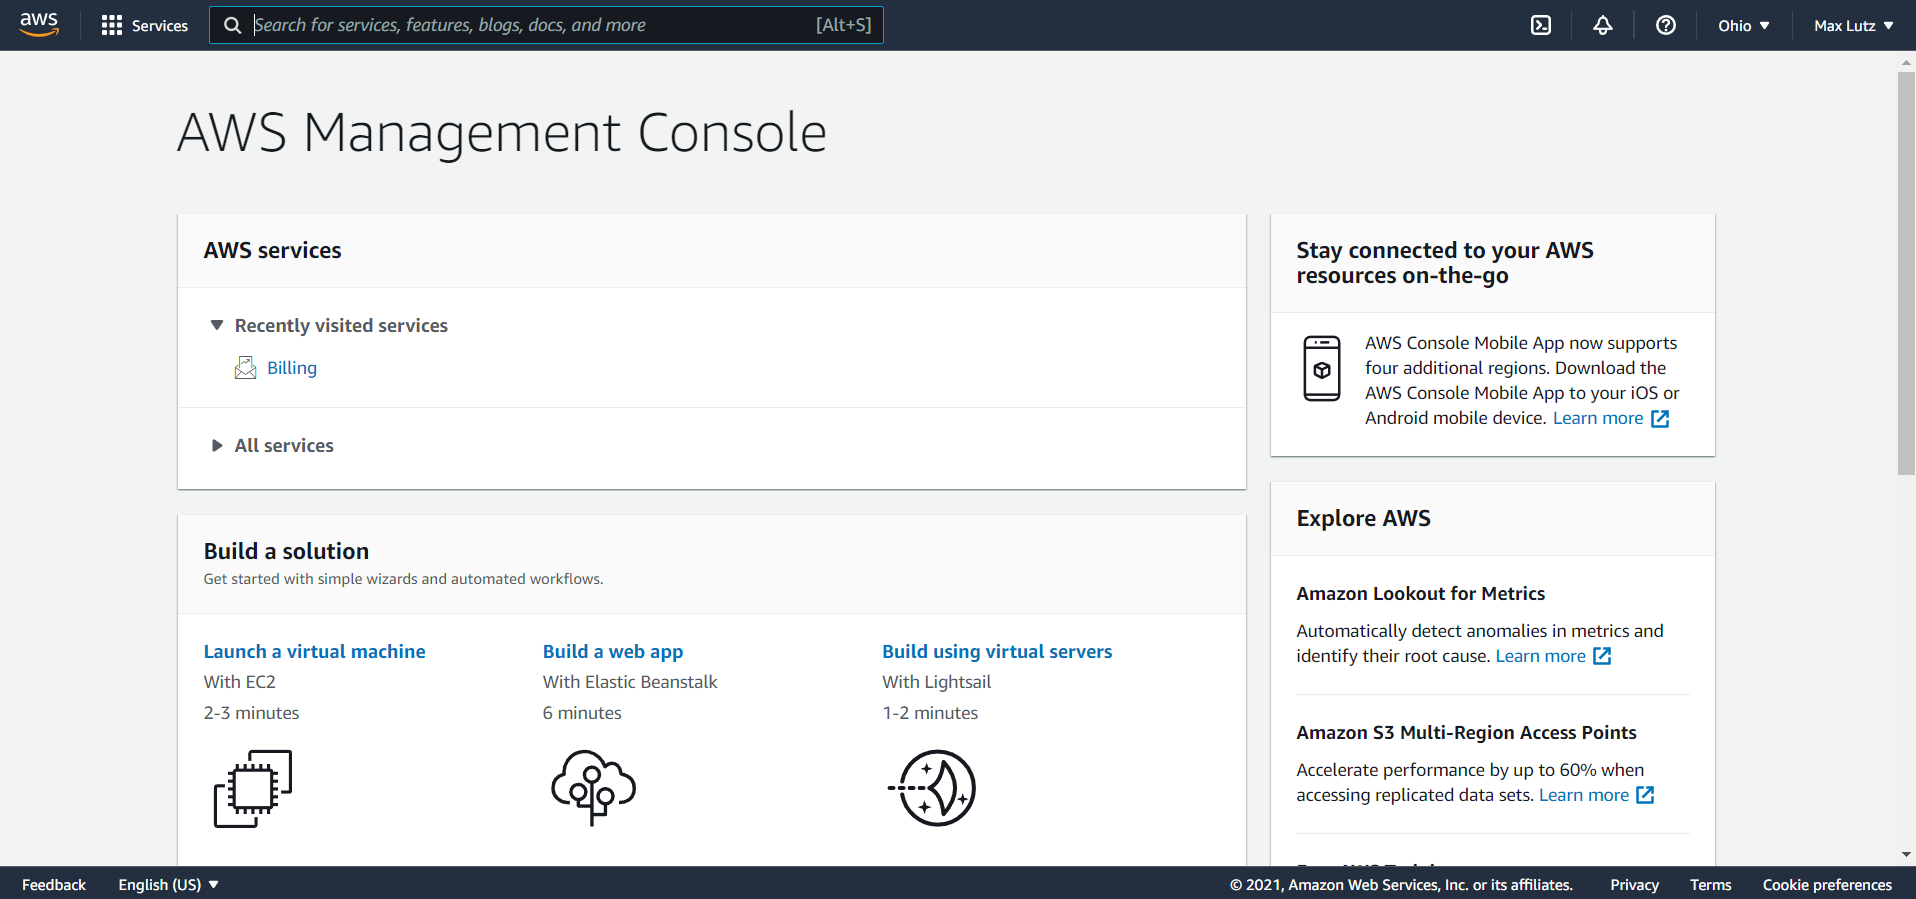 aws
Services
Search for services, features, blogs, docs, and more
[Alt+S]
Ohio
Max Lutz
AWS Management Console
AWS services
Recently visited services
Billing
All services
Build a solution
Get started with simple wizards and automated workflows.
Launch a virtual machine
With EC2
2-3 minutes
Build a web app
With Elastic Beanstalk
6 minutes
Build using virtual servers
With Lightsail
1-2 minutes
Stay connected to your AWS
resources on-the-go
AWS Console Mobile App now supports
four additional regions. Download the
AWS Console Mobile App to your iOS or
Android mobile device. Learn more
Explore AWS
Amazon Lookout for Metrics
Automatically detect anomalies in metrics and
identify their root cause. Learn more
Amazon S3 Multi-Region Access Points
Accelerate performance by up to 60% when
accessing replicated data sets. Learn more
Feedback
English (US)
© 2021, Amazon Web Services, Inc. or its affiliates.
Privacy
Terms
Cookie preferences